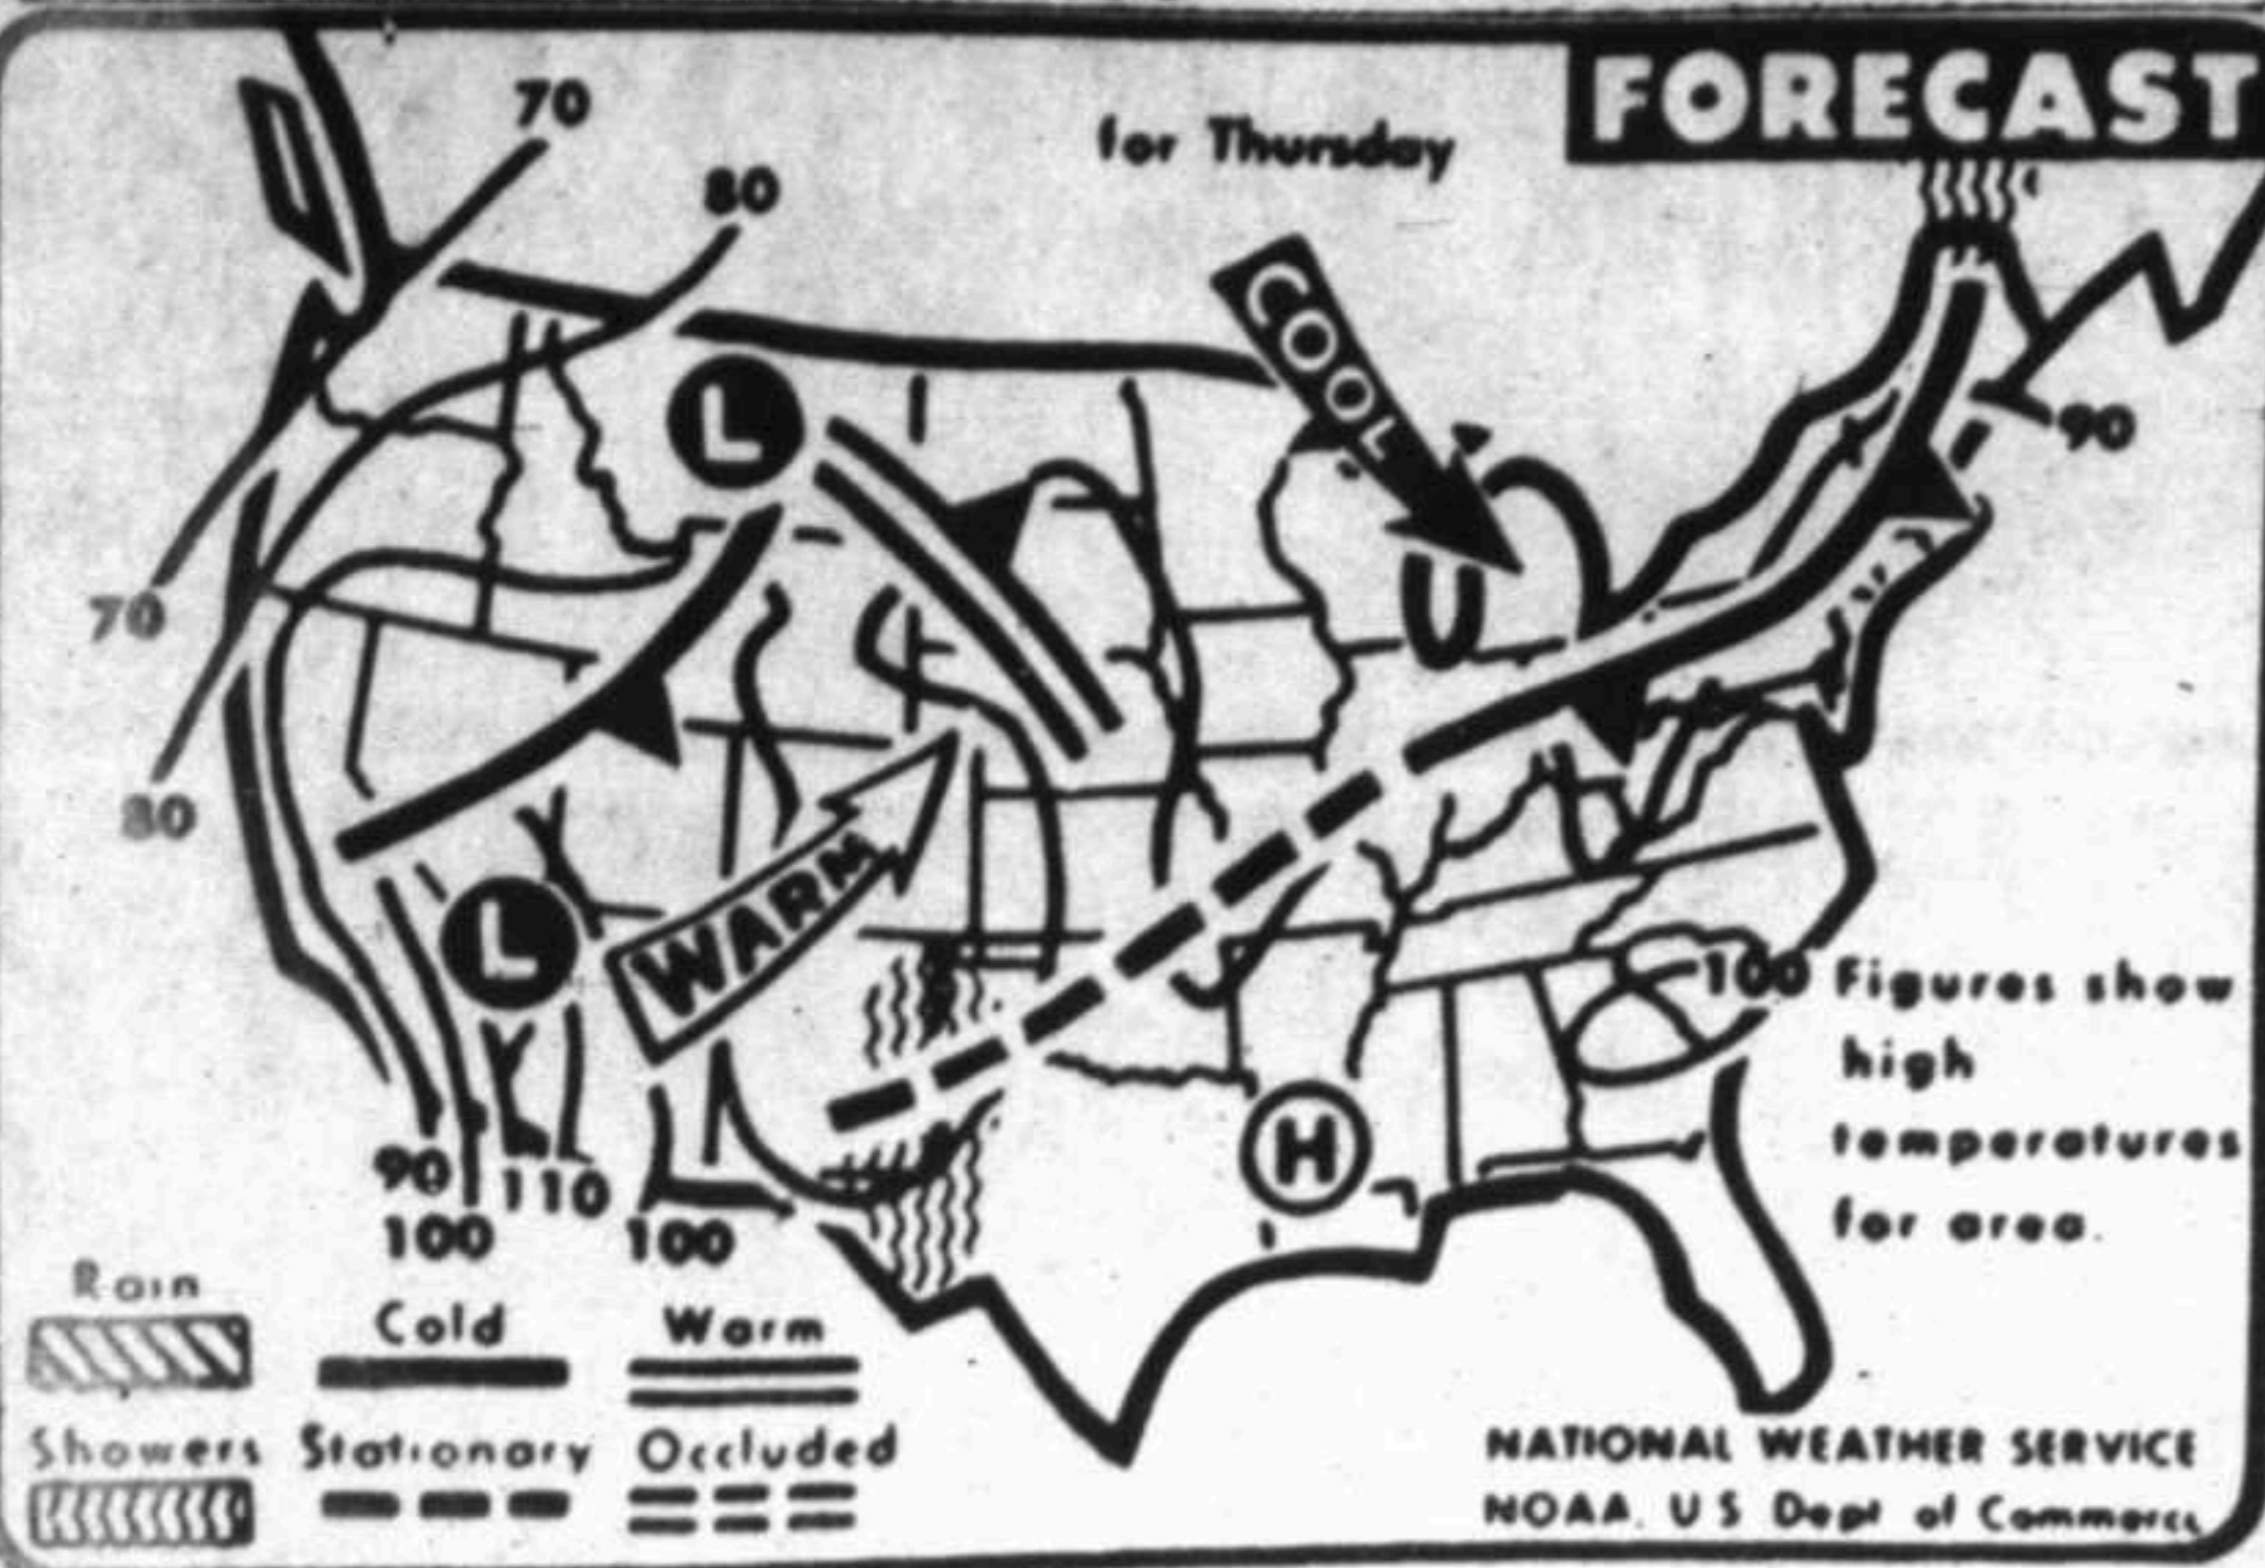 FORECAST
for Thursday
70
80
COOL
L
90
70
80
WARM
L
100
Figures show
high
temperatures
for area.
H
90
110
100
100
Rain
Cold
Warm
Showers
Stationary
Occluded
NATIONAL WEATHER SERVICE
NOAA. U S Dept of Commerce